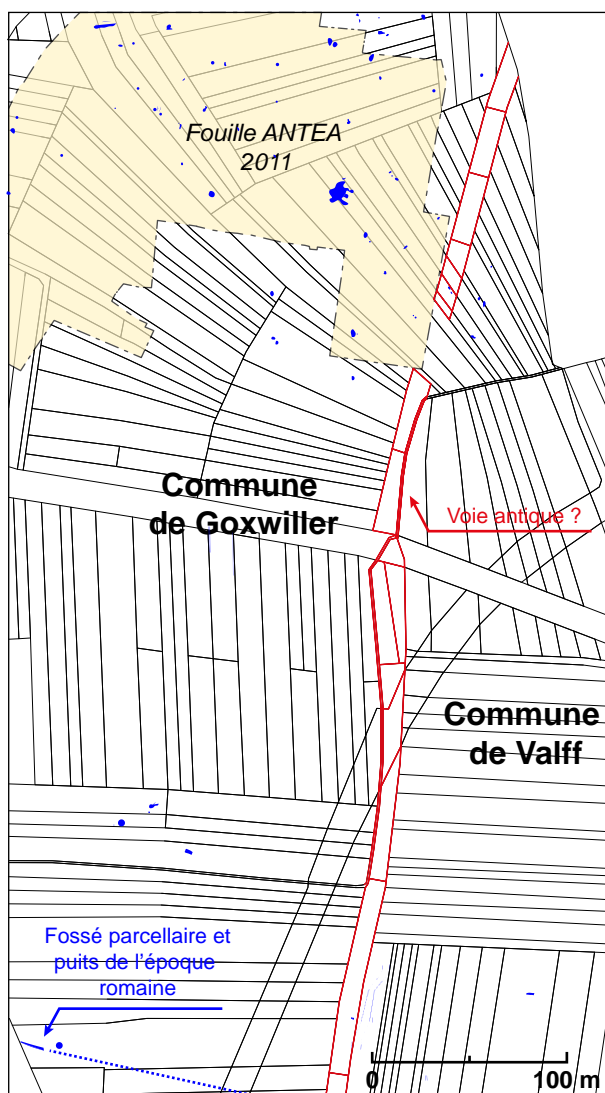 Fouille ANTEA
2011
Commune
de Goxwiller
Voie antique ?
Commune
de Valff
Fossé parcellaire et
puits de l'époque
romaine
0
100 m